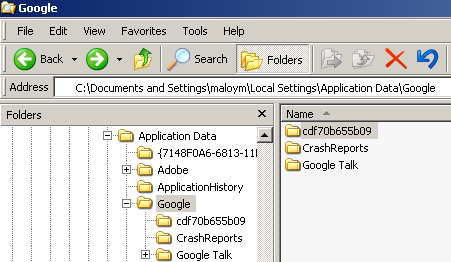 Google
File Edit View Favorites Tools Help
Back Search Folders
Address C:\Documents and Settings\maloym\Local Settings\Application Data\Google
Folders
Application Data
{7148F0A6-6813-11
Adobe
ApplicationHistory
Google
cdf70b655b09
CrashReports
Google Talk
Name
cdf70b655b09
CrashReports
Google Talk